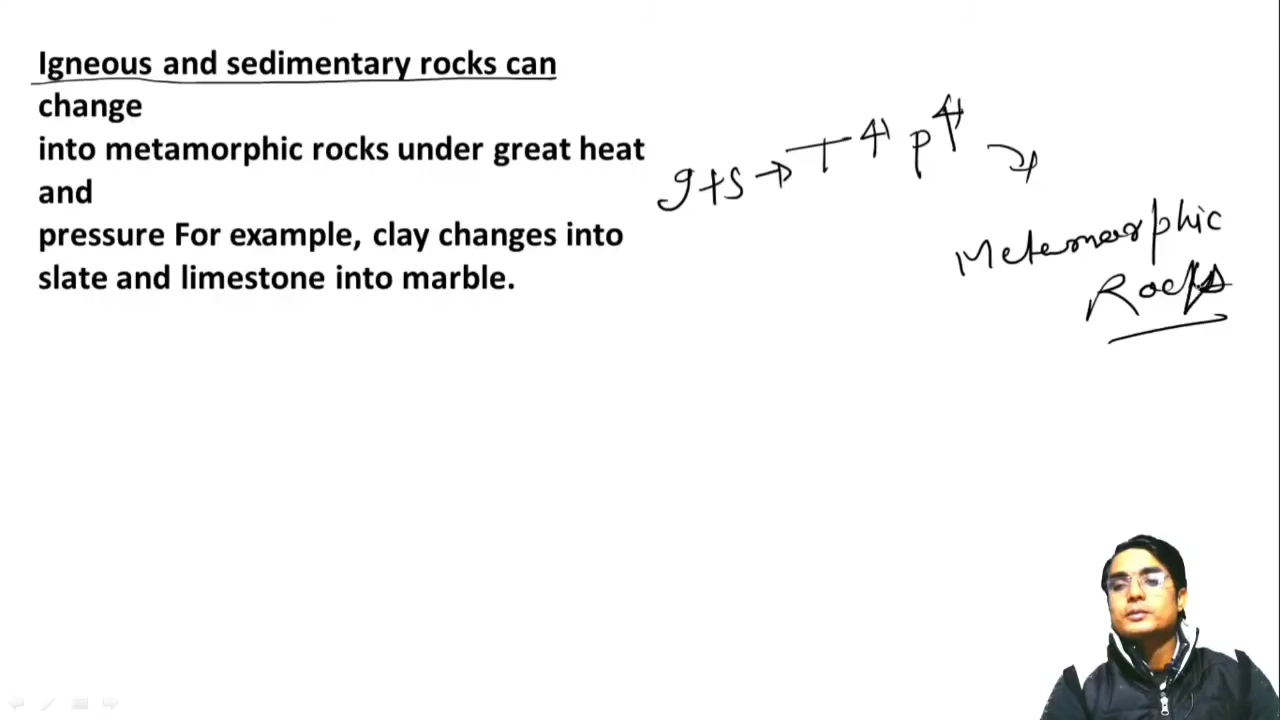 Igneous and sedimentary rocks can
change
into metamorphic rocks under great heat
and
pressure For example, clay changes into
slate and limestone into marble.
g+s → T↑ p↑
Metemorphic
Rocks